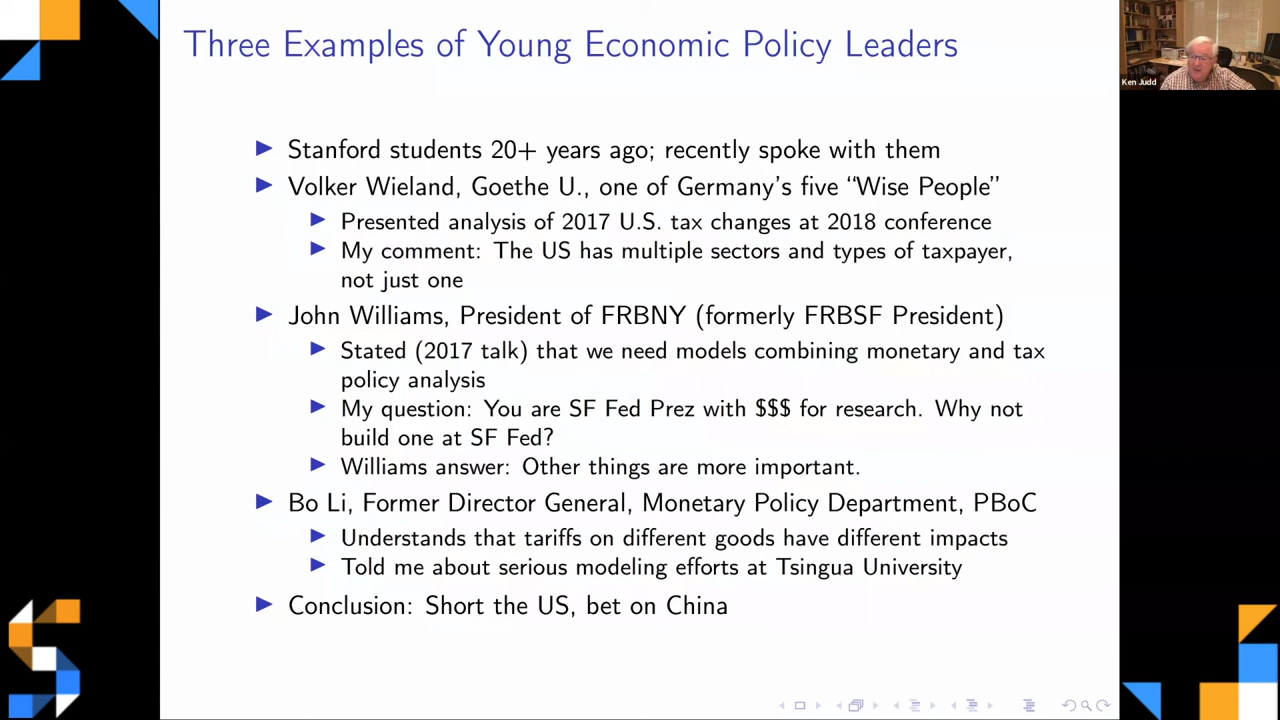 Three Examples of Young Economic Policy Leaders
Ken Judd
Stanford students 20+ years ago; recently spoke with them
Volker Wieland, Goethe U., one of Germany's five “Wise People”
Presented analysis of 2017 U.S. tax changes at 2018 conference
My comment: The US has multiple sectors and types of taxpayer,
not just one
John Williams, President of FRBNY (formerly FRBSF President)
Stated (2017 talk) that we need models combining monetary and tax
policy analysis
My question: You are SF Fed Prez with $$$ for research. Why not
build one at SF Fed?
Williams answer: Other things are more important.
Bo Li, Former Director General, Monetary Policy Department, PBoC
Understands that tariffs on different goods have different impacts
Told me about serious modeling efforts at Tsingua University
Conclusion: Short the US, bet on China